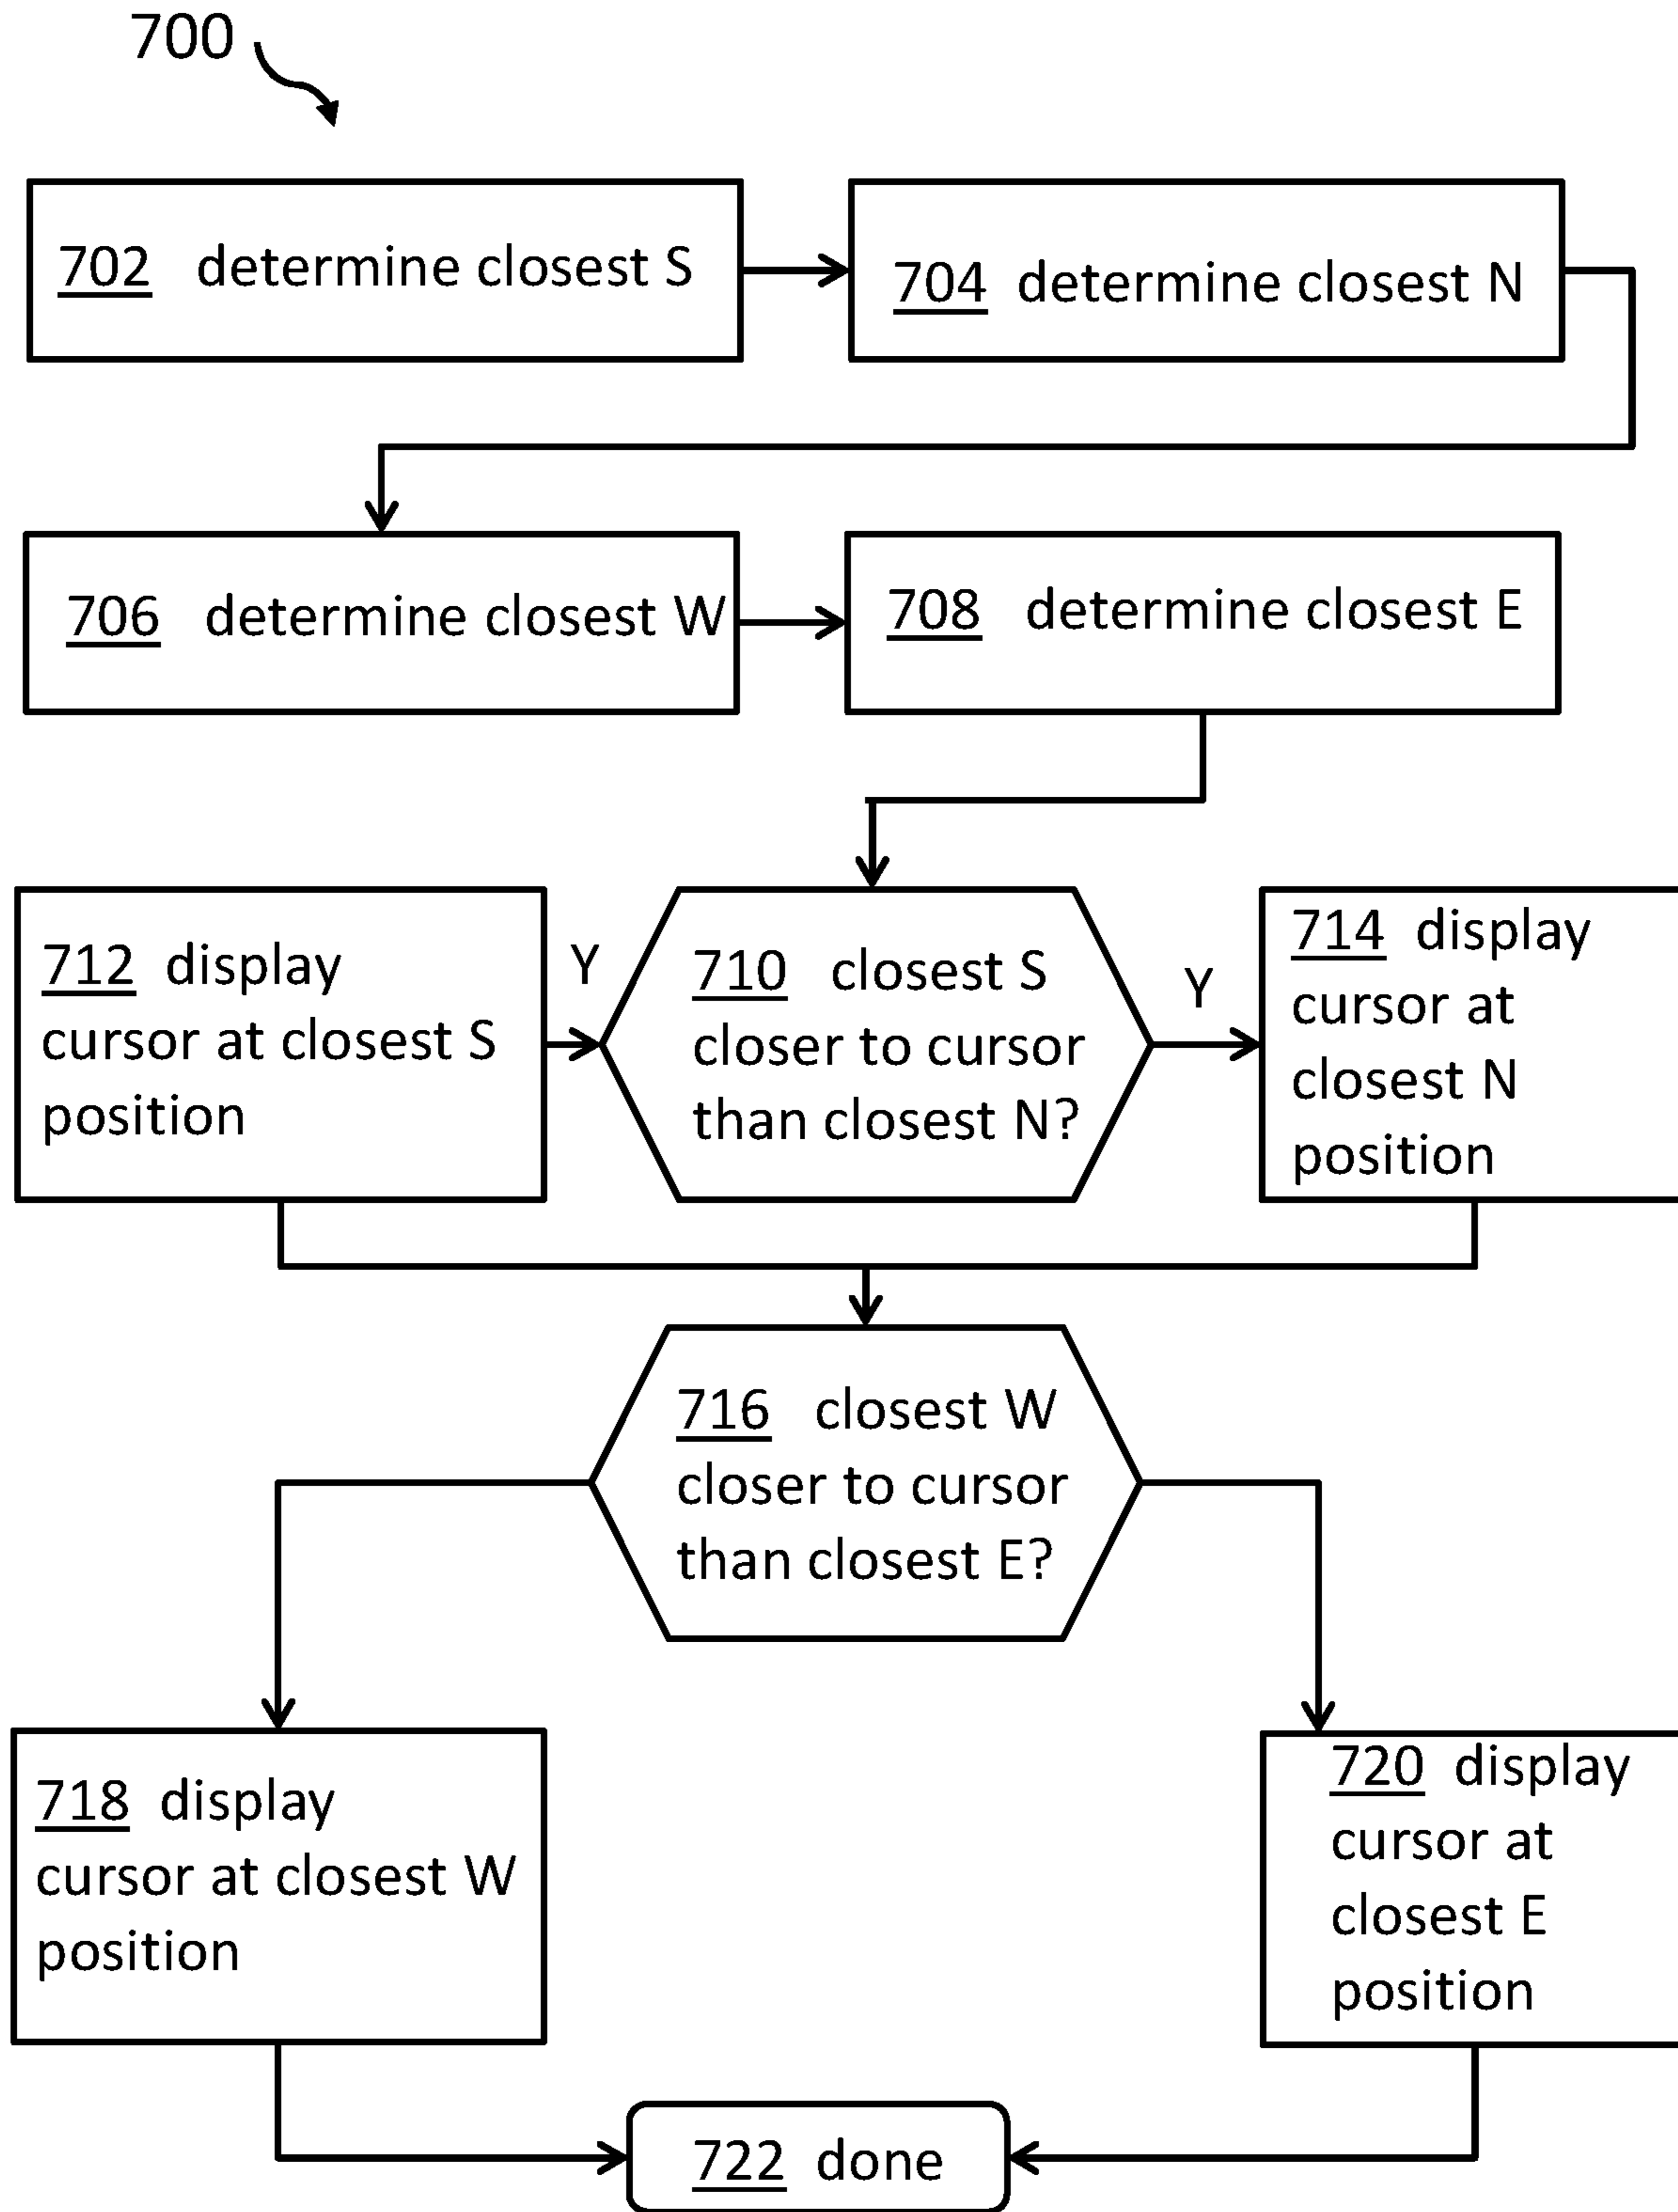 700
702 determine closest S
704 determine closest N
706 determine closest W
708 determine closest E
712 display
cursor at closest S
position
Y
710 closest S
closer to cursor
than closest N?
Y
714 display
cursor at
closest N
position
716 closest W
closer to cursor
than closest E?
718 display
cursor at closest W
position
720 display
cursor at
closest E
position
722 done